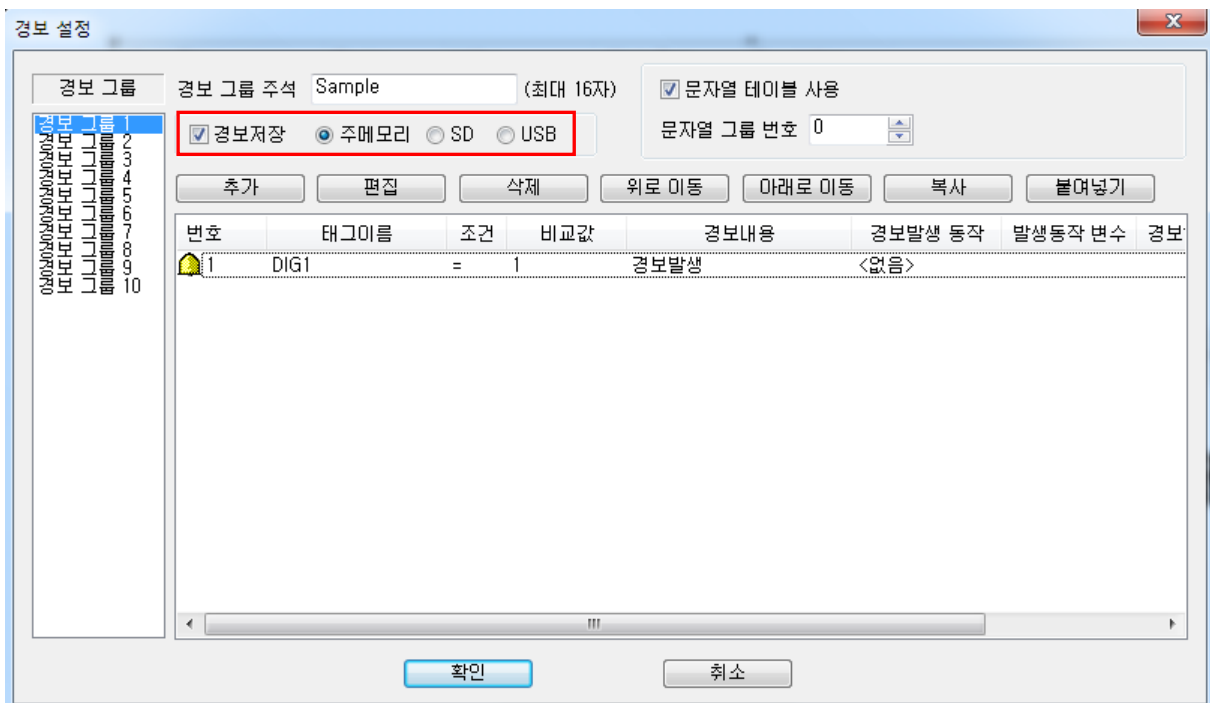 경보 설정
경보 그룹
경보 그룹 주석 Sample (최대 16자)
문자열 테이블 사용
경보저장 주메모리 SD USB
문자열 그룹 번호 0
경보 그룹 1
경보 그룹 2
경보 그룹 3
경보 그룹 4
경보 그룹 5
경보 그룹 6
경보 그룹 7
경보 그룹 8
경보 그룹 9
경보 그룹 10
추가 편집 삭제 위로 이동 아래로 이동 복사 붙여넣기
번호 태그이름 조건 비교값 경보내용 경보발생 동작 발생동작 변수 경보
1 DIG1 = 1 경보발생 <없음>
확인 취소